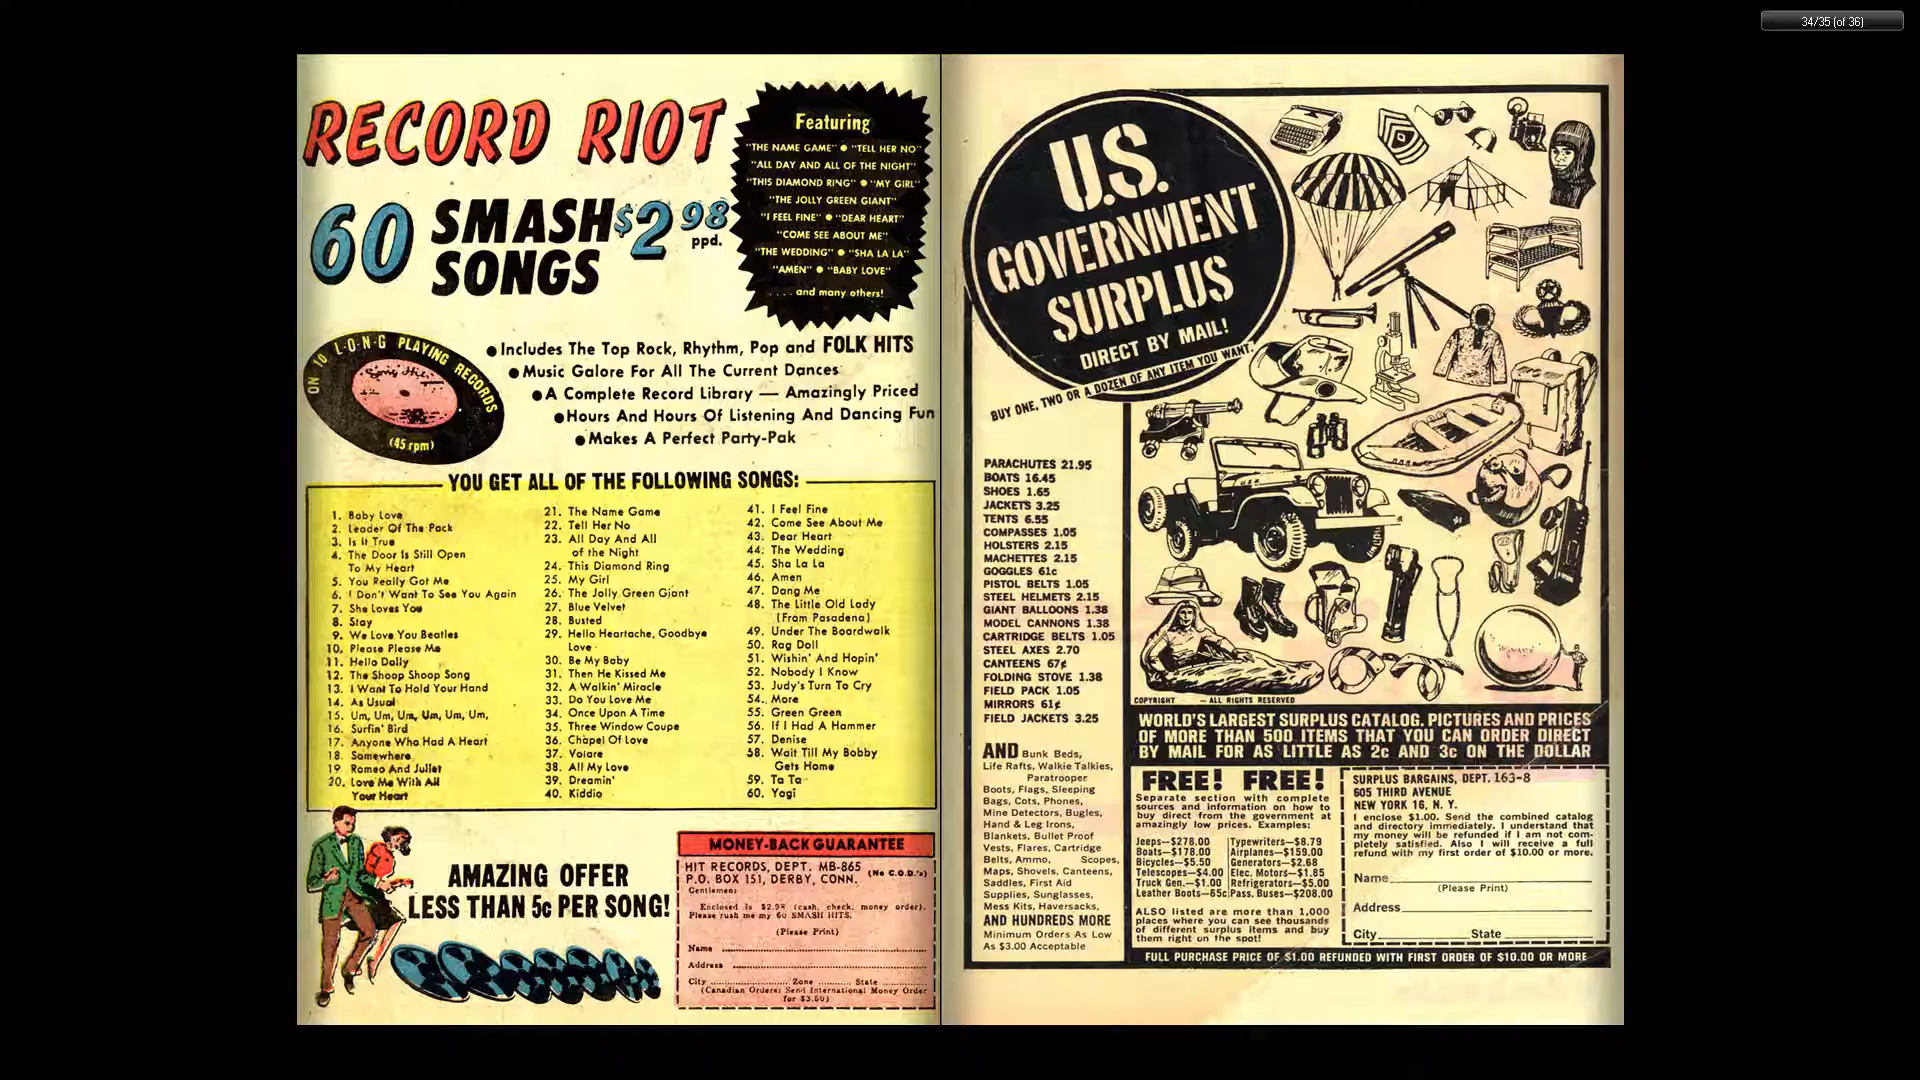 34/35 (of 36)
RECORD RIOT
60 SMASH SONGS $2.98 ppd.
Featuring
"THE NAME GAME" ● "TELL HER NO"
"ALL DAY AND ALL OF THE NIGHT"
"THIS DIAMOND RING" ● "MY GIRL"
"THE JOLLY GREEN GIANT"
"I FEEL FINE" ● "DEAR HEART"
"COME SEE ABOUT ME"
"THE WEDDING" ● "SHA LA LA"
"AMEN" ● "BABY LOVE"
. . . . and many others!
ON 10 L-O-N-G PLAYING RECORDS
(45 rpm)
● Includes The Top Rock, Rhythm, Pop and FOLK HITS
● Music Galore For All The Current Dances
● A Complete Record Library — Amazingly Priced
● Hours And Hours Of Listening And Dancing Fun
● Makes A Perfect Party-Pak
YOU GET ALL OF THE FOLLOWING SONGS:
1. Baby Love
2. Leader Of The Pack
3. Is It True
4. The Door Is Still Open
To My Heart
5. You Really Got Me
6. I Don't Want To See You Again
7. She Loves You
8. Stay
9. We Love You Beatles
10. Please Please Me
11. Hello Dolly
12. The Shoop Shoop Song
13. I Want To Hold Your Hand
14. As Usual
15. Um, Um, Um, Um, Um, Um,
16. Surfin' Bird
17. Anyone Who Had A Heart
18. Somewhere
19. Romeo And Juliet
20. Love Me With All
Your Heart
21. The Name Game
22. Tell Her No
23. All Day And All
of the Night
24. This Diamond Ring
25. My Girl
26. The Jolly Green Giant
27. Blue Velvet
28. Busted
29. Hello Heartache, Goodbye
Love
30. Be My Baby
31. Then He Kissed Me
32. A Walkin' Miracle
33. Do You Love Me
34. Once Upon A Time
35. Three Window Coupe
36. Chapel Of Love
37. Volare
38. All My Love
39. Dreamin'
40. Kiddio
41. I Feel Fine
42. Come See About Me
43. Dear Heart
44. The Wedding
45. Sha La La
46. Amen
47. Dang Me
48. The Little Old Lady
(From Pasadena)
49. Under The Boardwalk
50. Rag Doll
51. Wishin' And Hopin'
52. Nobody I Know
53. Judy's Turn To Cry
54. More
55. Green Green
56. If I Had A Hammer
57. Denise
58. Wait Till My Bobby
Gets Home
59. Ta Ta
60. Yogi
AMAZING OFFER
LESS THAN 5c PER SONG!
MONEY-BACK GUARANTEE
HIT RECORDS, DEPT. MB-865
P.O. BOX 151, DERBY, CONN. (No C.O.D.'s)
Gentlemen:
Enclosed is $2.98 (cash, check, money order).
Please rush me my 60 SMASH HITS.
(Please Print)
Name
Address
City Zone State
(Canadian Orders: Send International Money Order
for $3.50)
U.S.
GOVERNMENT
SURPLUS
DIRECT BY MAIL!
BUY ONE, TWO OR A DOZEN OF ANY ITEM YOU WANT.
PARACHUTES 21.95
BOATS 16.45
SHOES 1.65
JACKETS 3.25
TENTS 6.55
COMPASSES 1.05
HOLSTERS 2.15
MACHETTES 2.15
GOGGLES 61c
PISTOL BELTS 1.05
STEEL HELMETS 2.15
GIANT BALLOONS 1.38
MODEL CANNONS 1.38
CARTRIDGE BELTS 1.05
STEEL AXES 2.70
CANTEENS 67¢
FOLDING STOVE 1.38
FIELD PACK 1.05
MIRRORS 61¢
FIELD JACKETS 3.25
AND Bunk Beds,
Life Rafts, Walkie Talkies,
Paratrooper
Boots, Flags, Sleeping
Bags, Cots, Phones,
Mine Detectors, Bugles,
Hand & Leg Irons,
Blankets, Bullet Proof
Vests, Flares, Cartridge
Belts, Ammo, Scopes,
Maps, Shovels, Canteens,
Saddles, First Aid
Supplies, Sunglasses,
Mess Kits, Haversacks,
AND HUNDREDS MORE
Minimum Orders As Low
As $3.00 Acceptable
COPYRIGHT — ALL RIGHTS RESERVED
WORLD'S LARGEST SURPLUS CATALOG. PICTURES AND PRICES
OF MORE THAN 500 ITEMS THAT YOU CAN ORDER DIRECT
BY MAIL FOR AS LITTLE AS 2c AND 3c ON THE DOLLAR
FREE! FREE!
Separate section with complete
sources and information on how to
buy direct from the government at
amazingly low prices. Examples:
Jeeps—$278.00
Boats—$178.00
Bicycles—$5.50
Telescopes—$4.00
Truck Gen.—$1.00
Leather Boots—65c
Typewriters—$8.79
Airplanes—$159.00
Generators—$2.68
Elec. Motors—$1.85
Refrigerators—$5.00
Pass. Buses—$208.00
ALSO listed are more than 1,000
places where you can see thousands
of different surplus items and buy
them right on the spot!
SURPLUS BARGAINS, DEPT. 163-8
605 THIRD AVENUE
NEW YORK 16, N. Y.
I enclose $1.00. Send the combined catalog
and directory immediately. I understand that
my money will be refunded if I am not com-
pletely satisfied. Also I will receive a full
refund with my first order of $10.00 or more.
Name
(Please Print)
Address
City State
FULL PURCHASE PRICE OF $1.00 REFUNDED WITH FIRST ORDER OF $10.00 OR MORE